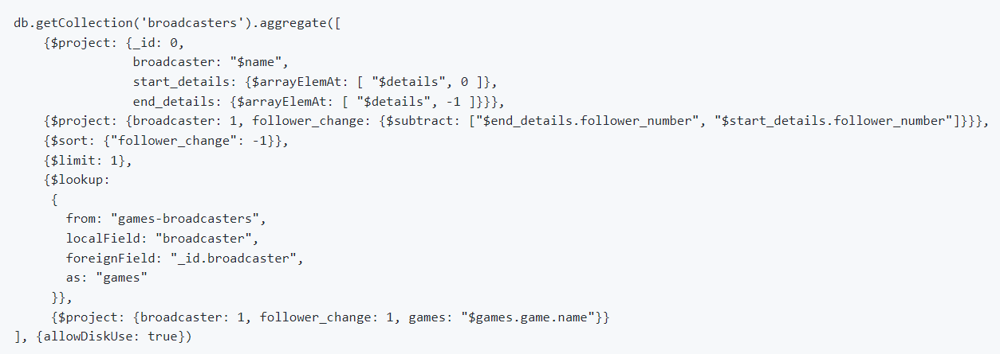 db.getCollection('broadcasters').aggregate([
    {$project: {_id: 0,
                broadcaster: "$name",
                start_details: {$arrayElemAt: [ "$details", 0 ]},
                end_details: {$arrayElemAt: [ "$details", -1 ]}}},
    {$project: {broadcaster: 1, follower_change: {$subtract: ["$end_details.follower_number", "$start_details.follower_number"]}}},
    {$sort: {"follower_change": -1}},
    {$limit: 1},
    {$lookup:
     {
       from: "games-broadcasters",
       localField: "broadcaster",
       foreignField: "_id.broadcaster",
       as: "games"
     }},
     {$project: {broadcaster: 1, follower_change: 1, games: "$games.game.name"}}
], {allowDiskUse: true})